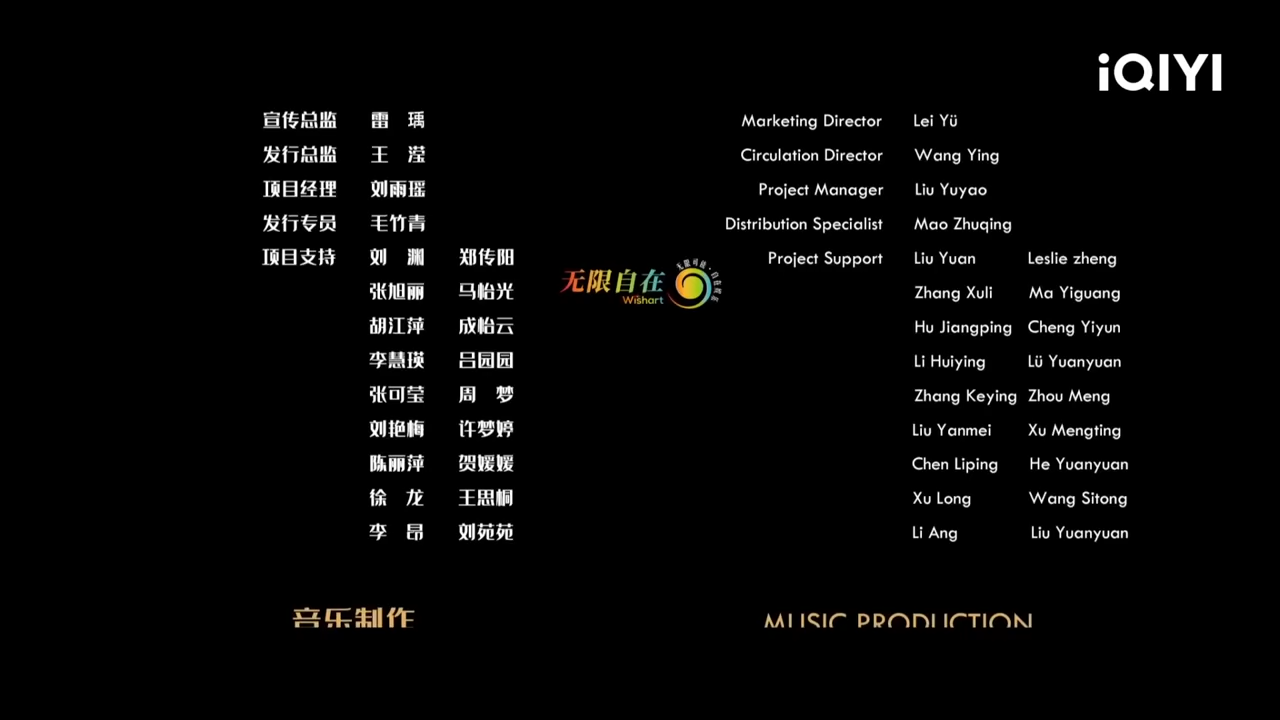 iQIYI
宣传总监 雷 瑀 Marketing Director Lei Yü
发行总监 王 滢 Circulation Director Wang Ying
项目经理 刘雨瑶 Project Manager Liu Yuyao
发行专员 毛竹青 Distribution Specialist Mao Zhuqing
项目支持 刘 渊 郑传阳 Project Support Liu Yuan Leslie zheng
无限自在
Wishart
张旭丽 马怡光 Zhang Xuli Ma Yiguang
胡江萍 成怡云 Hu Jiangping Cheng Yiyun
李慧瑛 吕园园 Li Huiying Lü Yuanyuan
张可莹 周 梦 Zhang Keying Zhou Meng
刘艳梅 许梦婷 Liu Yanmei Xu Mengting
陈丽萍 贺媛媛 Chen Liping He Yuanyuan
徐 龙 王思桐 Xu Long Wang Sitong
李 昂 刘苑苑 Li Ang Liu Yuanyuan
音乐制作 MUSIC PRODUCTION